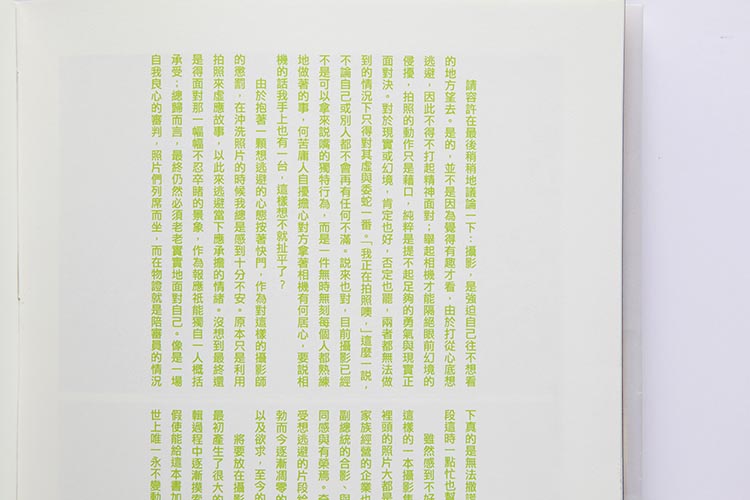 請容許在最後稍稍地議論一下：攝影，是強迫自己往不想看
的地方望去。是的，並不是因為覺得有趣才看，由於打從心底想
逃避，因此不得不打起精神面對；舉起相機才能隔絕眼前幻境的
侵擾，拍照的動作只是藉口，純粹是提不起足夠的勇氣與現實正
面對決。對於現實或幻境，肯定也好，否定也罷，兩者都無法做
到的情況下只得對其虛與委蛇一番。「我正在拍照噢，」這麼一說，
不論自己或別人都不會再有任何不滿。說來也對，目前攝影已經
不是可以拿來說嘴的獨特行為，而是一件無時無刻每個人都熟練
地做著的事，何苦庸人自擾擔心對方拿著相機有何居心，要說相
機的話我手上也有一台，這樣想不就扯平了？
由於抱著一顆想逃避的心態按著快門，作為對這樣的攝影師
的懲罰，在沖洗照片的時候我總是感到十分不安。原本只是利用
拍照來虛應故事，以此來逃避當下應承擔的情緒。沒想到最終還
是得面對那一幅幅不忍卒睹的景象，作為報應祇能獨自一人概括
承受；總歸而言，最終仍然必須老老實實地面對自己。像是一場
自我良心的審判，照片們列席而坐，而在物證就是陪審員的情況
下真的是無法撒謊
段這時一點忙也幫
雖然感到不好
這樣的一本攝影集
裡頭的照片大都是
家族經營的企業也
副總統的合影、與
同感與有榮焉。
受想逃避的片段給
勃而今逐漸凋零的
以及欲求，至今的
將要放在攝影
最初產生了很大的
輯過程中逐漸摸索
假使能給這本書加
世上唯一永不變動